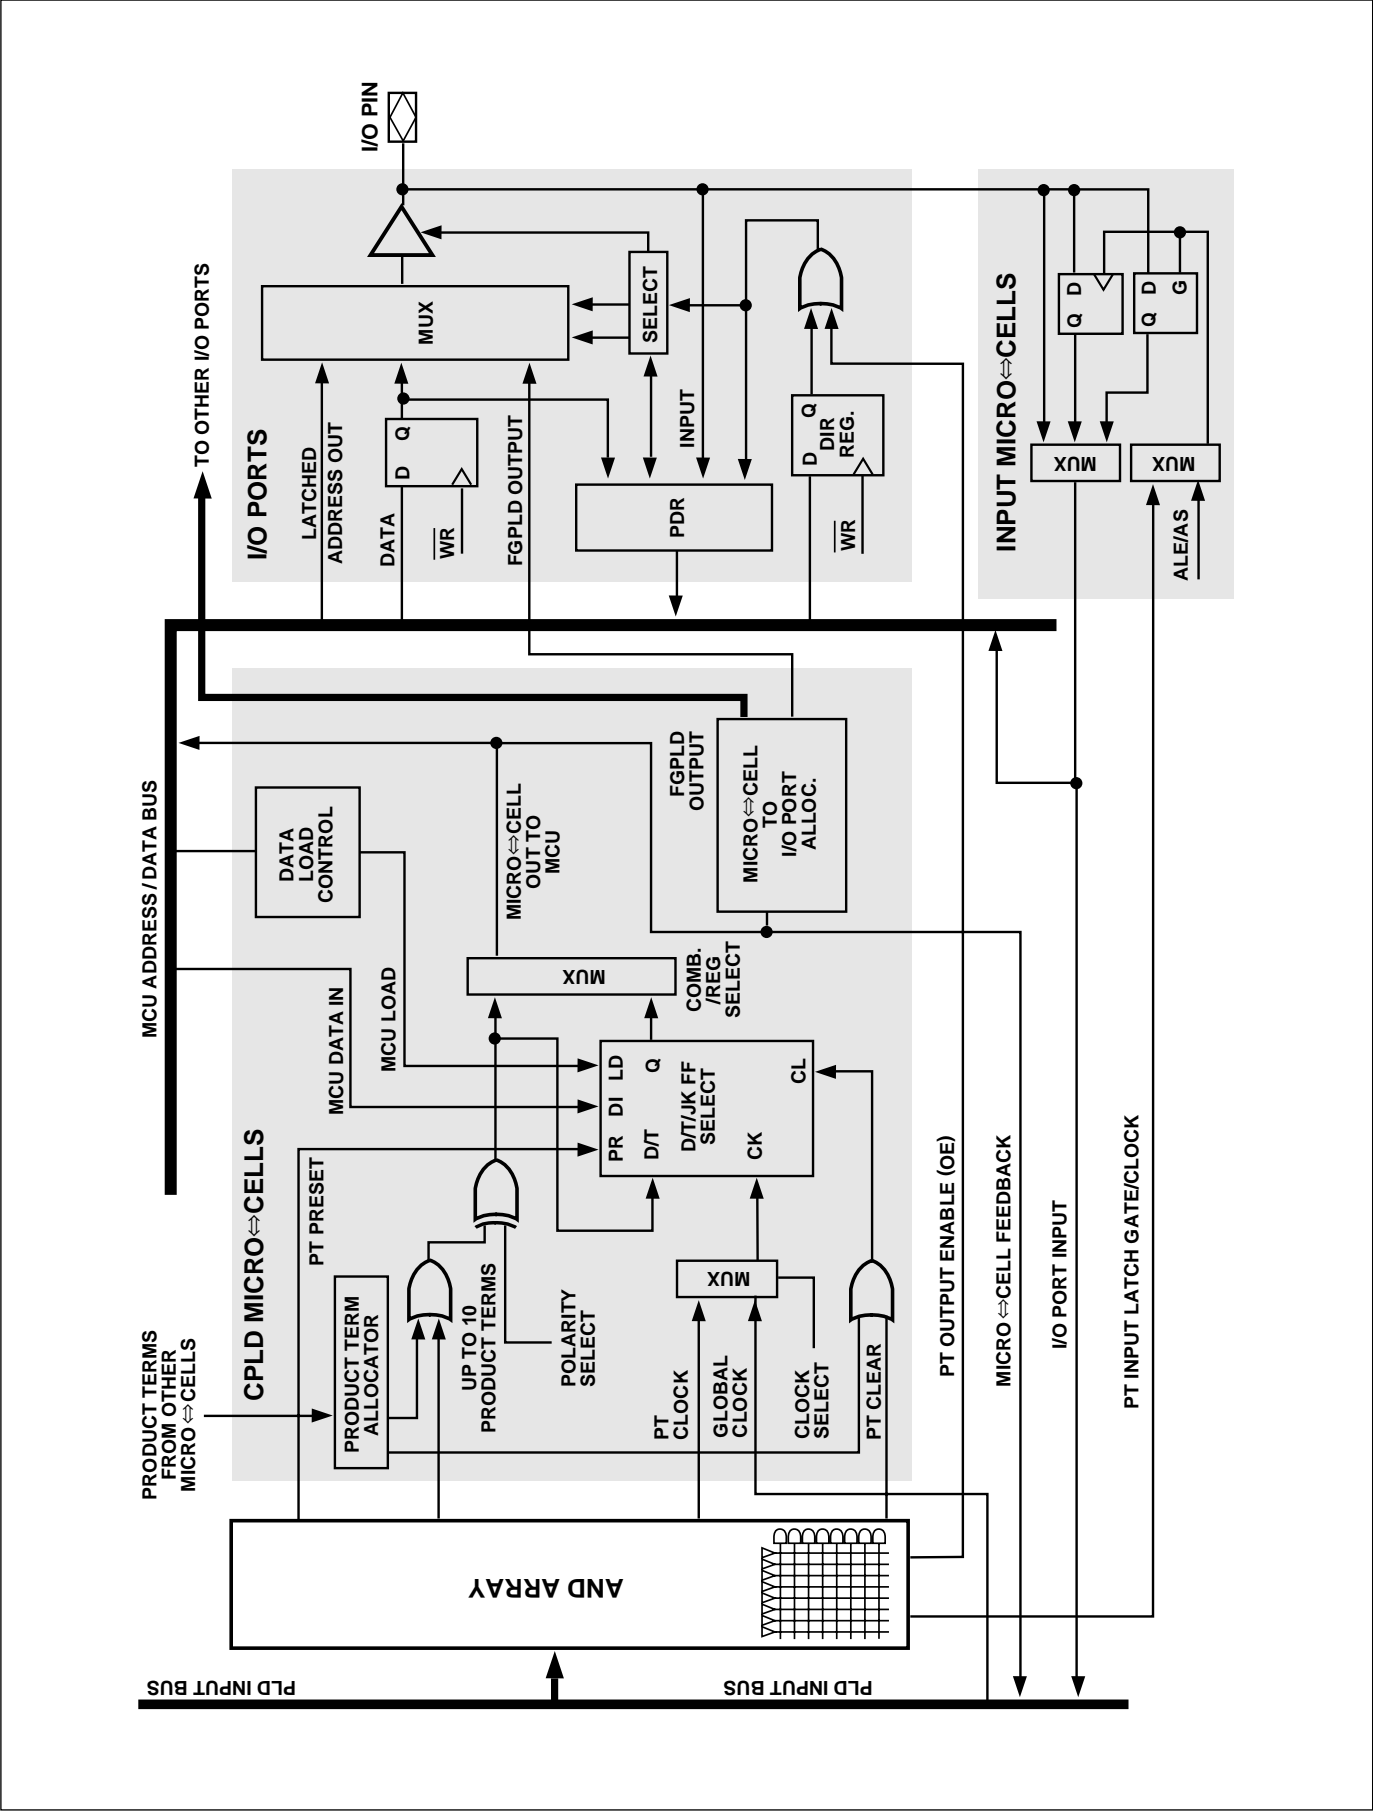 PRODUCT TERMS
FROM OTHER
MICRO⇔CELLS
MCU ADDRESS / DATA BUS
TO OTHER I/O PORTS
CPLD MICRO⇔CELLS
I/O PORTS
PT PRESET
MCU DATA IN
MCU LOAD
DATA
LOAD
CONTROL
PRODUCT TERM
ALLOCATOR
UP TO 10
PRODUCT TERMS
POLARITY
SELECT
PR DI LD
D/T Q
D/T/JK FF
SELECT
CK
CL
MUX
COMB.
/REG
SELECT
MICRO⇔CELL
OUT TO
MCU
FGPLD
OUTPUT
MICRO⇔CELL
TO
I/O PORT
ALLOC.
PT
CLOCK
GLOBAL
CLOCK
MUX
CLOCK
SELECT
PT CLEAR
AND ARRAY
PLD INPUT BUS
PLD INPUT BUS
LATCHED
ADDRESS OUT
DATA
D Q
WR
FGPLD OUTPUT
MUX
I/O PIN
SELECT
INPUT
PDR
D Q
DIR
REG.
WR
PT OUTPUT ENABLE (OE)
MICRO⇔CELL FEEDBACK
I/O PORT INPUT
PT INPUT LATCH GATE/CLOCK
INPUT MICRO⇔CELLS
MUX
Q D
Q D
G
MUX
ALE/AS